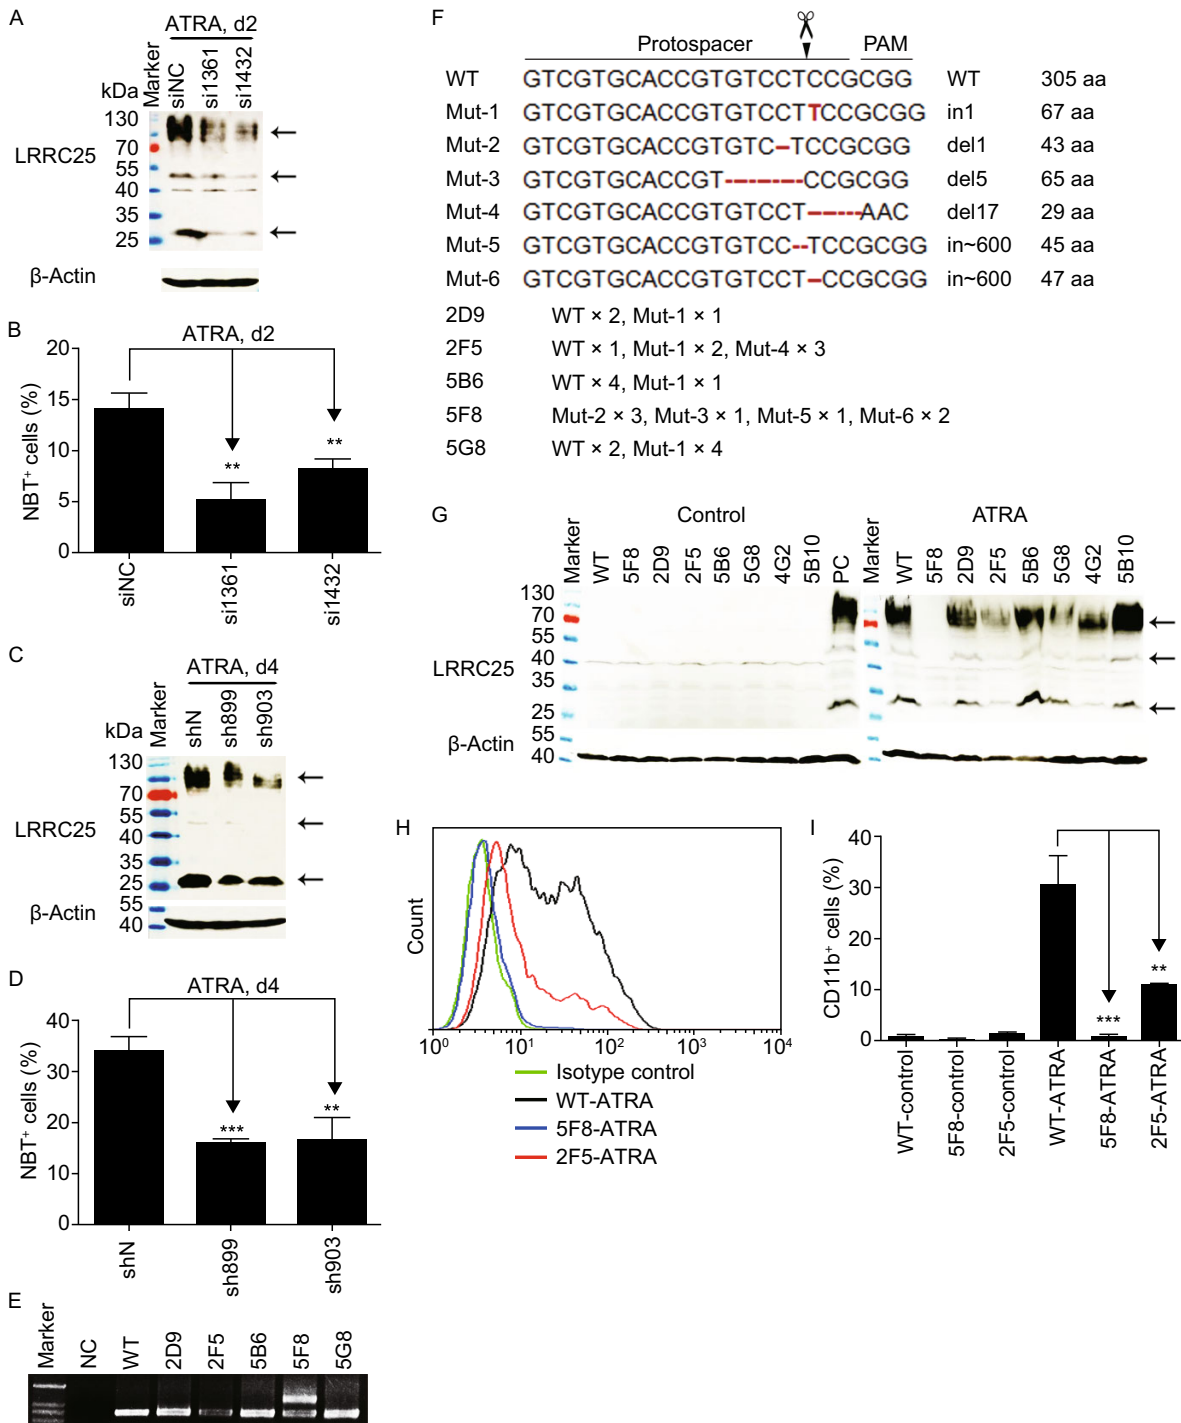 A
ATRA, d2
kDa
Marker
siNC
si1361
si1432
130
70
55
40
35
25
LRRC25
β-Actin
B
ATRA, d2
NBT+ cells (%)
20
15
10
5
0
**
**
siNC
si1361
si1432
C
ATRA, d4
kDa
Marker
shN
sh899
sh903
130
70
55
40
35
25
55
40
LRRC25
β-Actin
D
ATRA, d4
NBT+ cells (%)
40
30
20
10
0
***
**
shN
sh899
sh903
E
Marker
NC
WT
2D9
2F5
5B6
5F8
5G8
F
Protospacer PAM
WT GTCGTGCACCGTGTCCTCCGCGG WT 305 aa
Mut-1 GTCGTGCACCGTGTCCTTCCGCGG in1 67 aa
Mut-2 GTCGTGCACCGTGTC-TCCGCGG del1 43 aa
Mut-3 GTCGTGCACCGT-----CCGCGG del5 65 aa
Mut-4 GTCGTGCACCGTGTCCT-----AAC del17 29 aa
Mut-5 GTCGTGCACCGTGTCC--TCCGCGG in~600 45 aa
Mut-6 GTCGTGCACCGTGTCCT-CCGCGG in~600 47 aa
2D9 WT × 2, Mut-1 × 1
2F5 WT × 1, Mut-1 × 2, Mut-4 × 3
5B6 WT × 4, Mut-1 × 1
5F8 Mut-2 × 3, Mut-3 × 1, Mut-5 × 1, Mut-6 × 2
5G8 WT × 2, Mut-1 × 4
G
Control ATRA
Marker
WT
5F8
2D9
2F5
5B6
5G8
4G2
5B10
PC
Marker
WT
5F8
2D9
2F5
5B6
5G8
4G2
5B10
130
70
55
40
35
25
55
40
LRRC25
β-Actin
H
Count
10⁰ 10¹ 10² 10³ 10⁴
Isotype control
WT-ATRA
5F8-ATRA
2F5-ATRA
I
CD11b+ cells (%)
40
30
20
10
0
***
**
WT-control
5F8-control
2F5-control
WT-ATRA
5F8-ATRA
2F5-ATRA